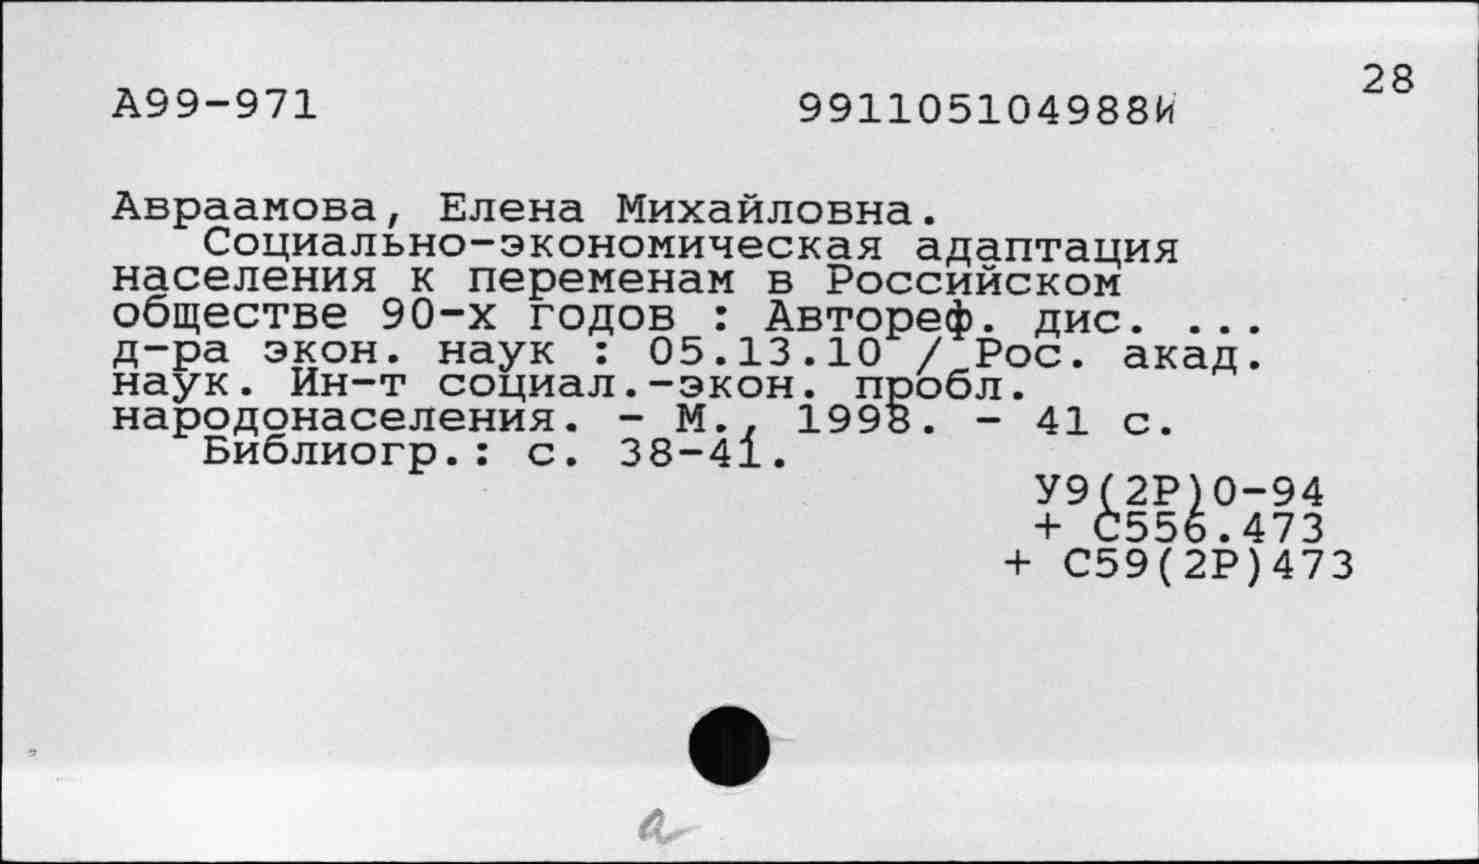 28
А99-971 991105104988И
Авраамова, Елена Михайловна.
Социально-экономическая адаптация
населения к переменам в Российском
обществе 90-х годов : Автореф. дис. ...
д-ра экон. наук : 05.13.10 / Рос. акад.
наук. Ин-т социал.-экон. пробл.
народонаселения. - М., 1998. - 41 с.
Библиогр.: с. 38-41.
У9(2Р)0-94
+ С556.473
+ С59(2Р)473
а